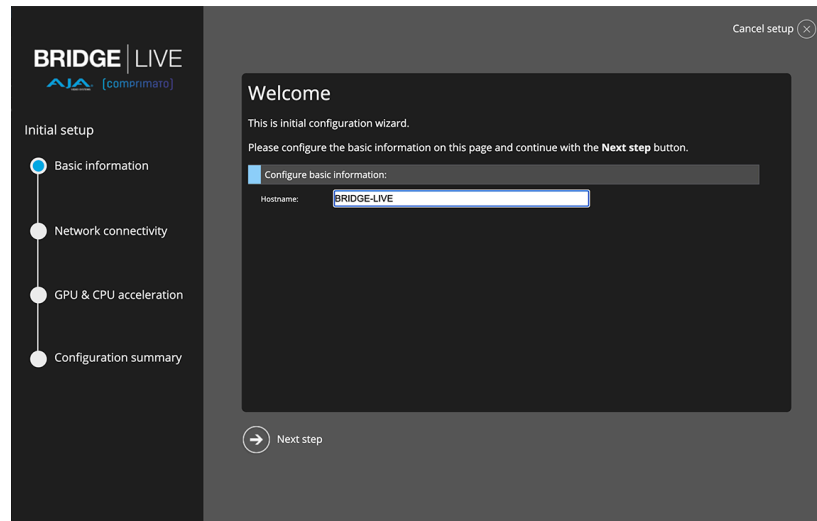 Cancel setup
BRIDGE LIVE
AJA [comprimato]
Initial setup
Basic information
Network connectivity
GPU & CPU acceleration
Configuration summary
Welcome
This is initial configuration wizard.
Please configure the basic information on this page and continue with the Next step button.
Configure basic information:
Hostname: BRIDGE-LIVE
Next step